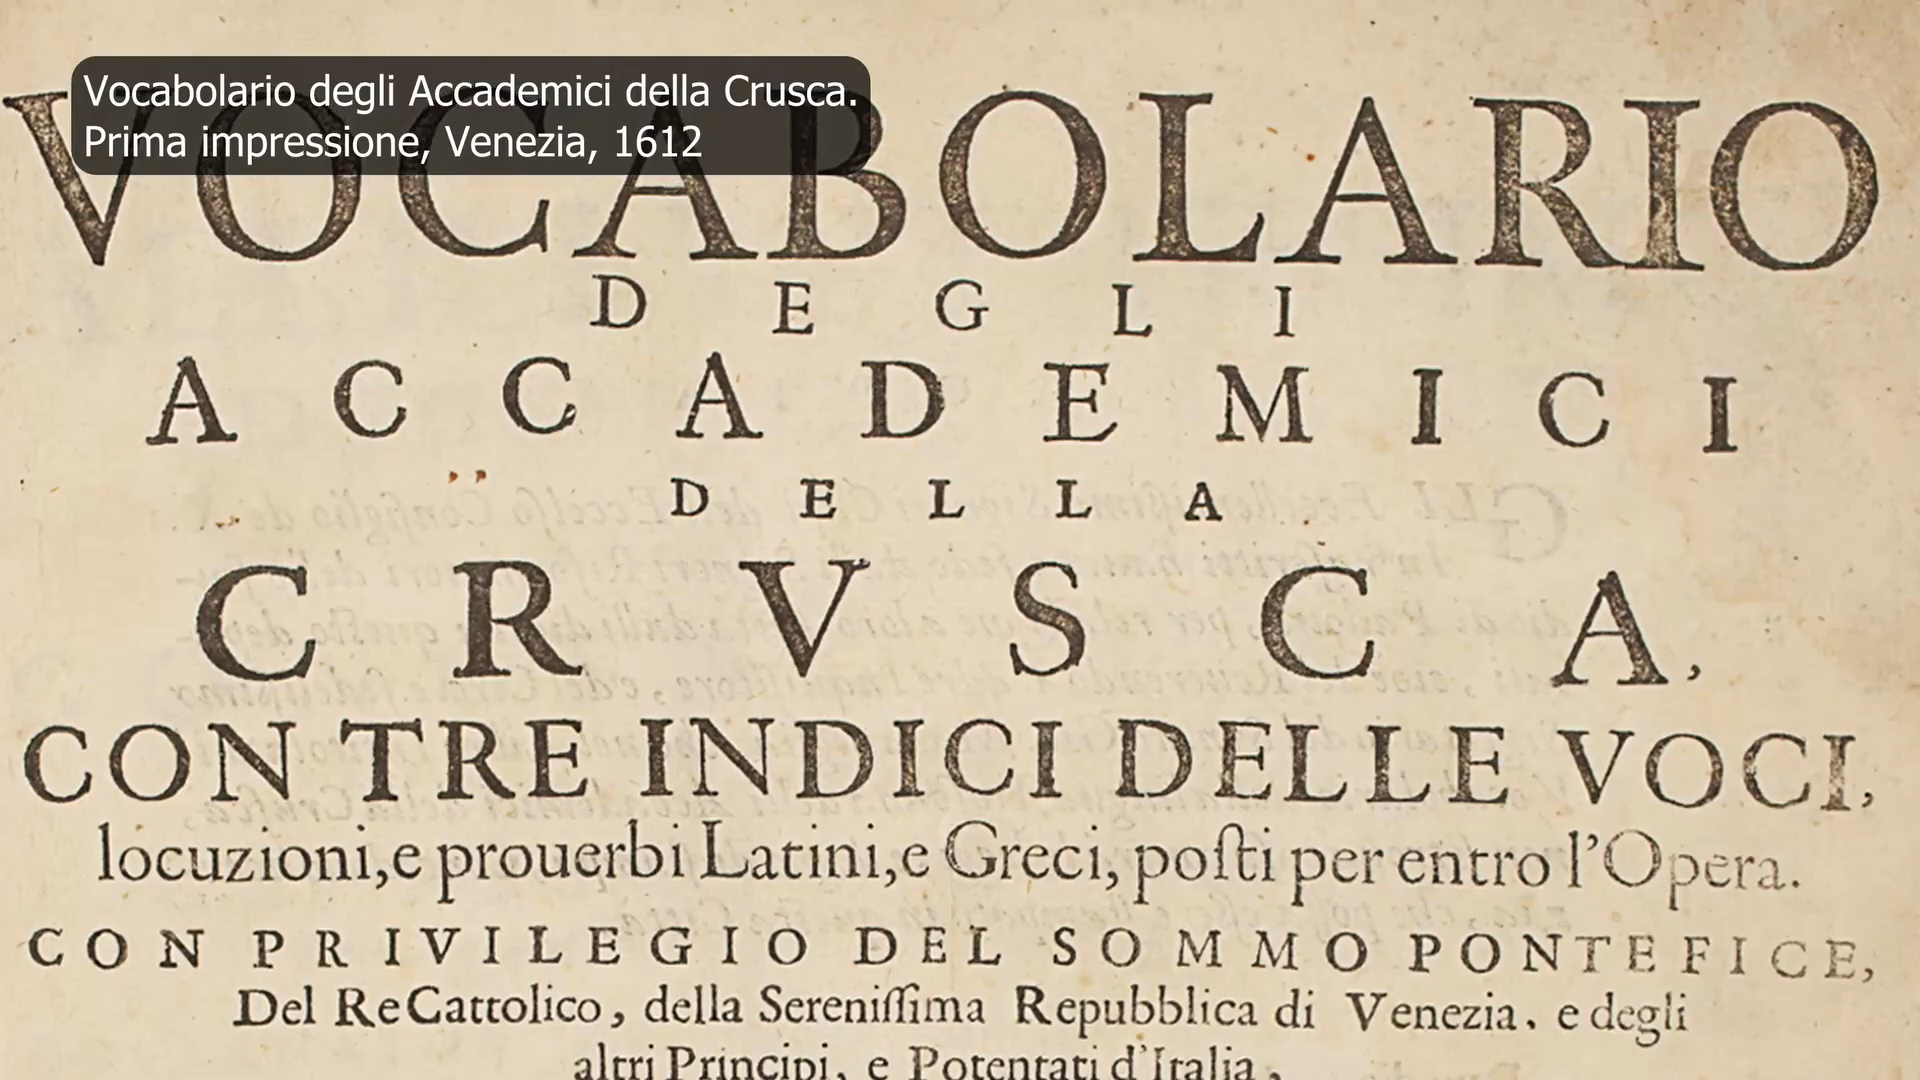 Vocabolario degli Accademici della Crusca.
Prima impressione, Venezia, 1612
VOCABOLARIO
DEGLI
ACCADEMICI
DELLA
CRVSCA,
CON TRE INDICI DELLE VOCI,
locuzioni, e prouerbi Latini, e Greci, poſti per entro l'Opera.
CON PRIVILEGIO DEL SOMMO PONTEFICE,
Del Re Cattolico, della Sereniſſima Repubblica di Venezia, e degli
altri Principi, e Potentati d'Italia,